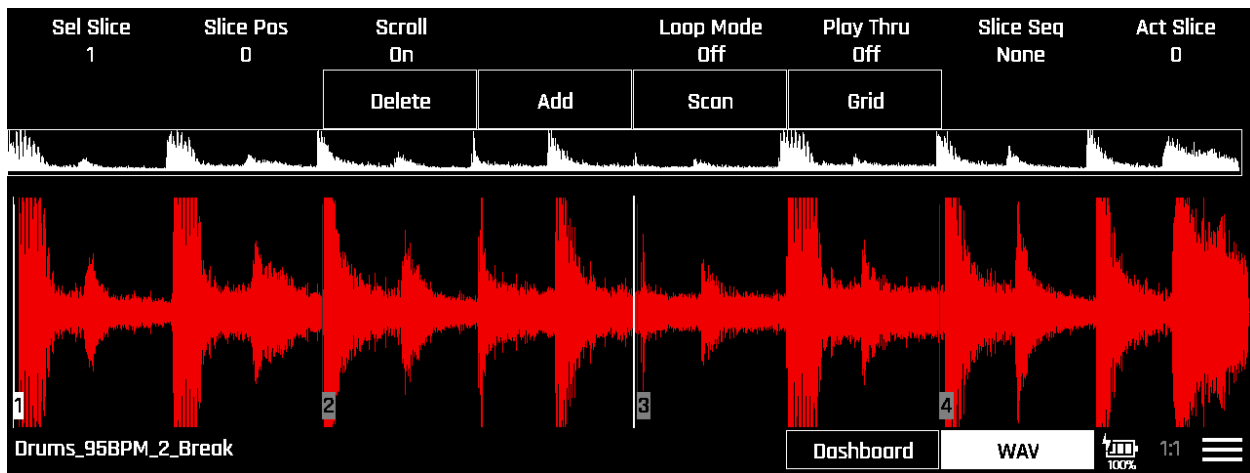 Sel Slice Slice Pos Scroll Loop Mode Play Thru Slice Seq Act Slice
1 0 On Off Off None 0
Delete Add Scan Grid
1 2 3 4
Drums_95BPM_2_Break Dashboard WAV 1:1
100%